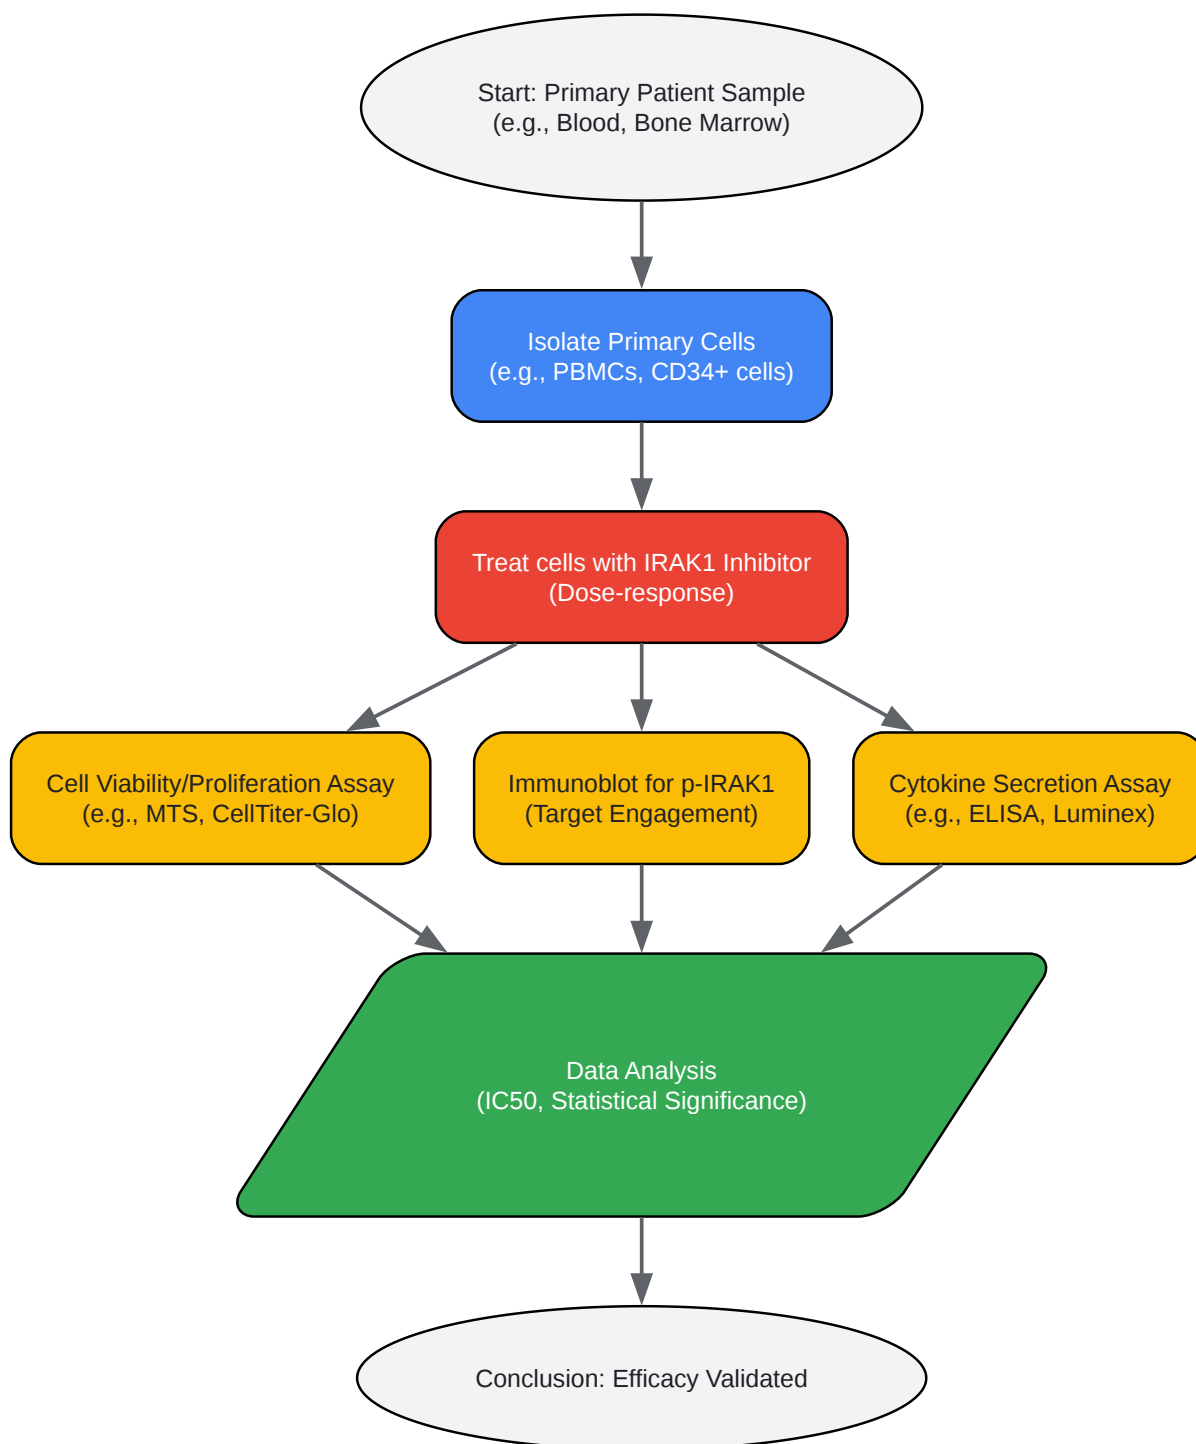 Start: Primary Patient Sample
(e.g., Blood, Bone Marrow)
Isolate Primary Cells
(e.g., PBMCs, CD34+ cells)
Treat cells with IRAK1 Inhibitor
(Dose-response)
Cell Viability/Proliferation Assay
(e.g., MTS, CellTiter-Glo)
Immunoblot for p-IRAK1
(Target Engagement)
Cytokine Secretion Assay
(e.g., ELISA, Luminex)
Data Analysis
(IC50, Statistical Significance)
Conclusion: Efficacy Validated